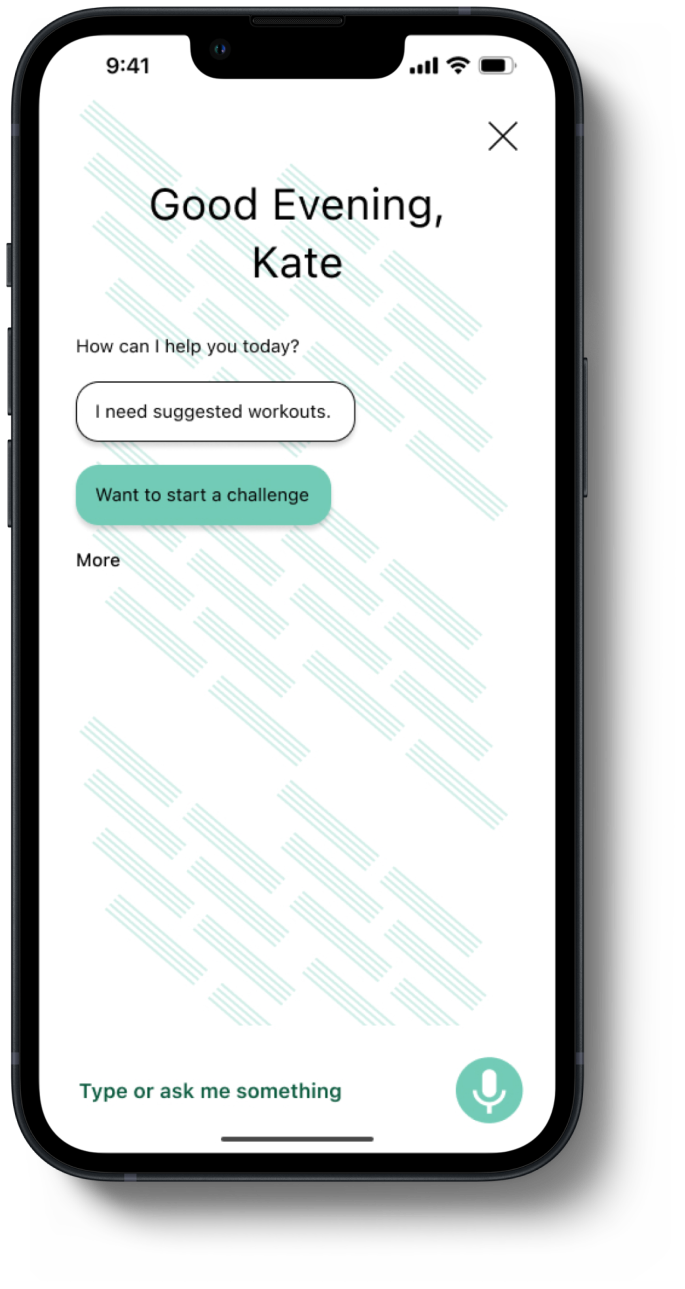 9:41
Good Evening,
Kate
How can I help you today?
I need suggested workouts.
Want to start a challenge
More
Type or ask me something